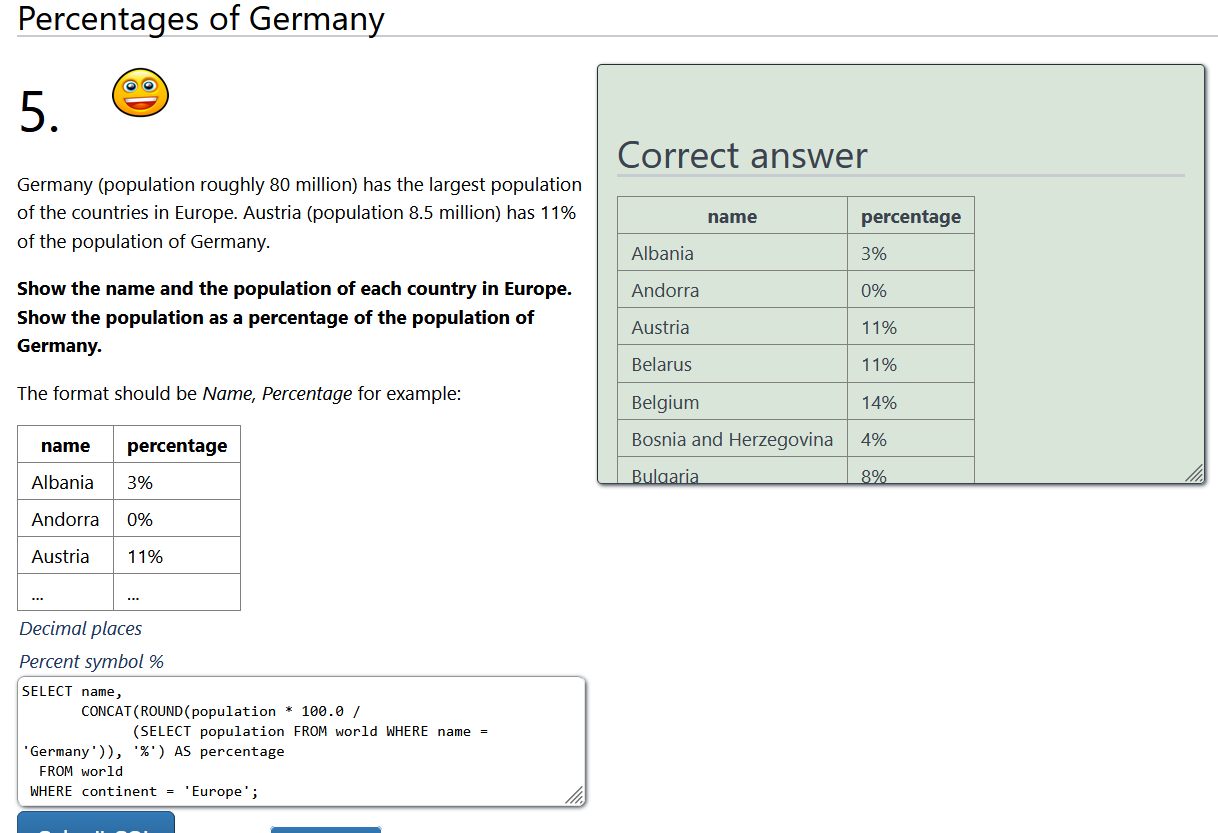 Percentages of Germany
5.
Germany (population roughly 80 million) has the largest population
of the countries in Europe. Austria (population 8.5 million) has 11%
of the population of Germany.
Show the name and the population of each country in Europe.
Show the population as a percentage of the population of
Germany.
The format should be Name, Percentage for example:
name percentage
Albania 3%
Andorra 0%
Austria 11%
... ...
Decimal places
Percent symbol %
SELECT name,
CONCAT(ROUND(population * 100.0 /
(SELECT population FROM world WHERE name =
'Germany')), '%') AS percentage
FROM world
WHERE continent = 'Europe';
Correct answer
name percentage
Albania 3%
Andorra 0%
Austria 11%
Belarus 11%
Belgium 14%
Bosnia and Herzegovina 4%
Bulgaria 8%